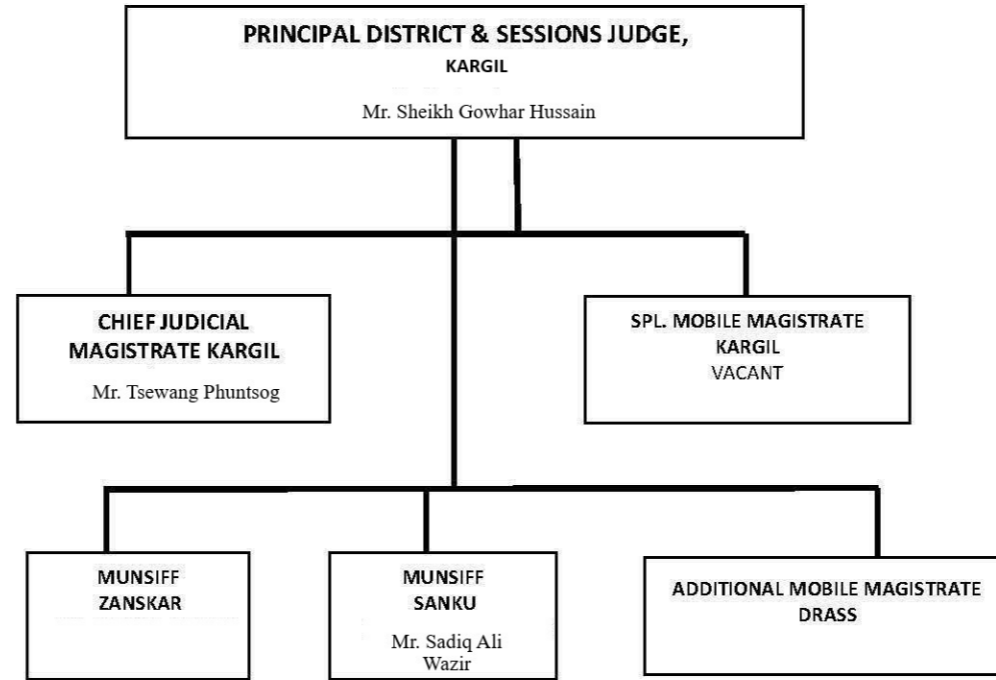 PRINCIPAL DISTRICT & SESSIONS JUDGE,
KARGIL
Mr. Sheikh Gowhar Hussain
CHIEF JUDICIAL
MAGISTRATE KARGIL
Mr. Tsewang Phuntsog
SPL. MOBILE MAGISTRATE
KARGIL
VACANT
MUNSIFF
ZANSKAR
MUNSIFF
SANKU
Mr. Sadiq Ali
Wazir
ADDITIONAL MOBILE MAGISTRATE
DRASS